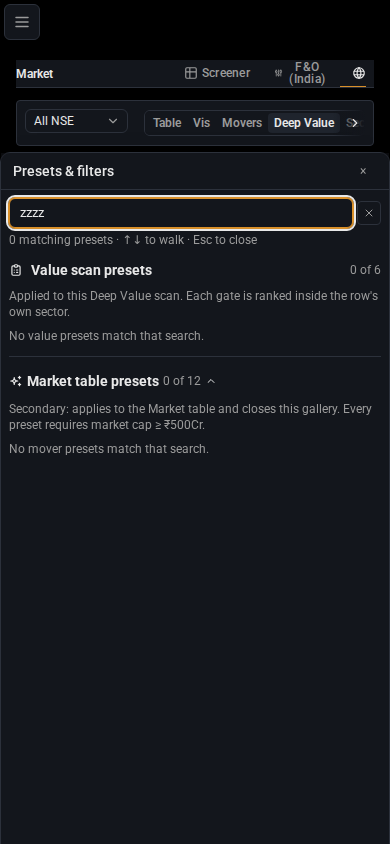 Market
Screener
F&O
(India)
All NSE
Table Vis Movers Deep Value
Presets & filters
zzzz
0 matching presets · ↑↓ to walk · Esc to close
Value scan presets 0 of 6
Applied to this Deep Value scan. Each gate is ranked inside the row's
own sector.
No value presets match that search.
Market table presets 0 of 12
Secondary: applies to the Market table and closes this gallery. Every
preset requires market cap ≥ ₹500Cr.
No mover presets match that search.